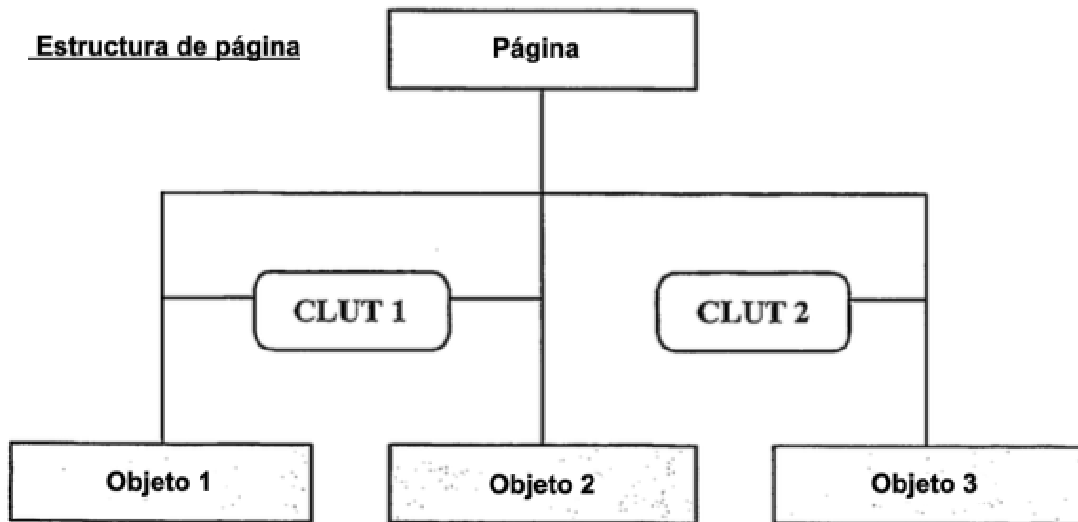 Estructura de página
Página
CLUT 1
CLUT 2
Objeto 1
Objeto 2
Objeto 3